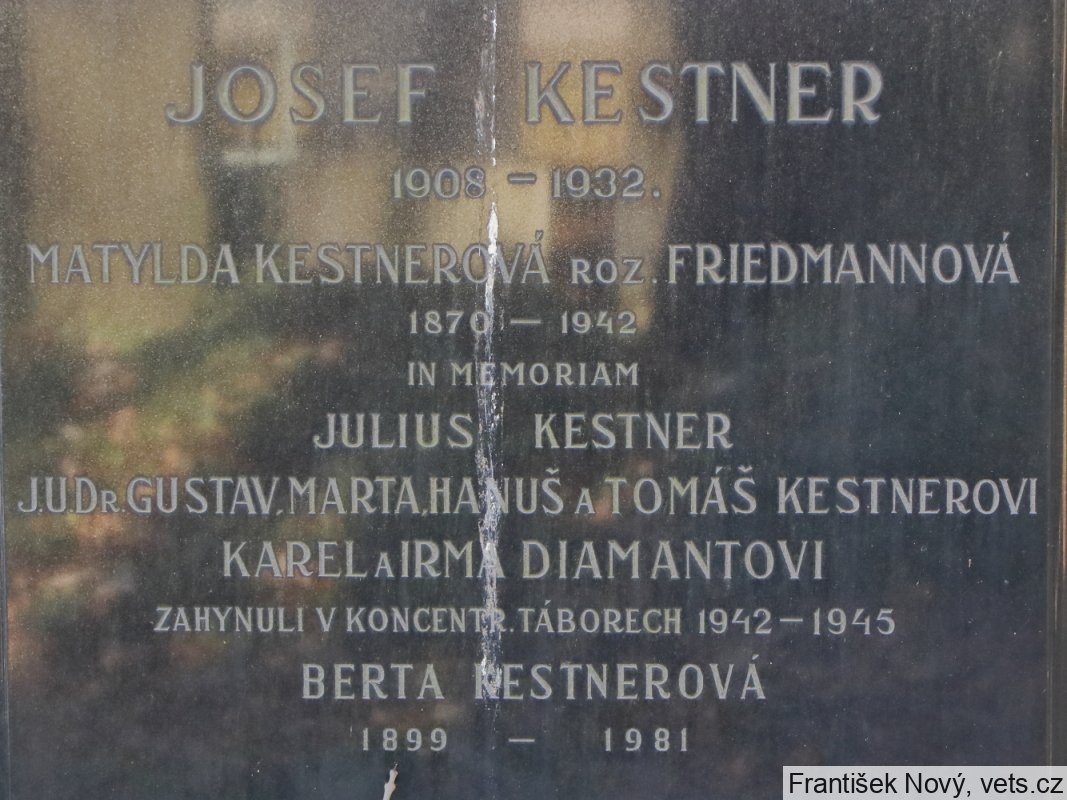 JOSEF KESTNER
1908 – 1932.
MATYLDA KESTNEROVÁ ROZ. FRIEDMANNOVÁ
1870 – 1942
IN MEMORIAM
JULIUS KESTNER
J.UDR. GUSTAV, MARTA, HANUŠ A TOMÁŠ KESTNEROVI
KAREL A IRMA DIAMANTOVI
ZAHYNULI V KONCENTR. TÁBORECH 1942 – 1945
BERTA KESTNEROVÁ
1899 – 1981
František Nový, vets.cz